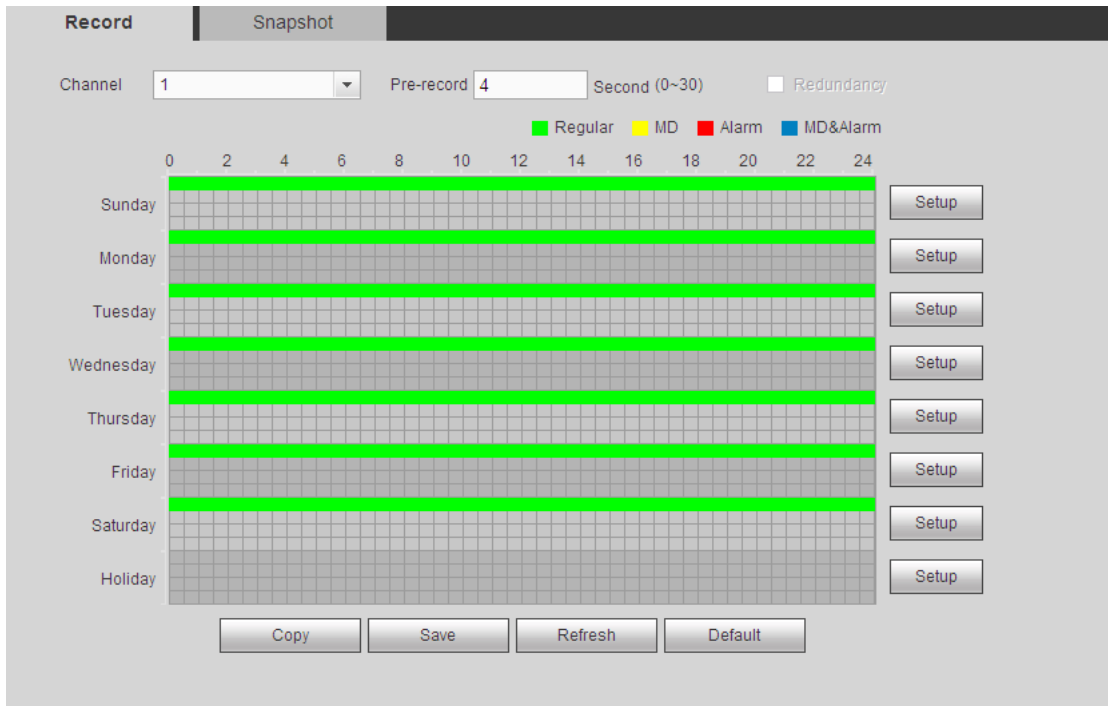 Record Snapshot
Channel 1 Pre-record 4 Second (0~30) Redundancy
Regular MD Alarm MD&Alarm
0 2 4 6 8 10 12 14 16 18 20 22 24
Sunday Setup
Monday Setup
Tuesday Setup
Wednesday Setup
Thursday Setup
Friday Setup
Saturday Setup
Holiday Setup
Copy Save Refresh Default